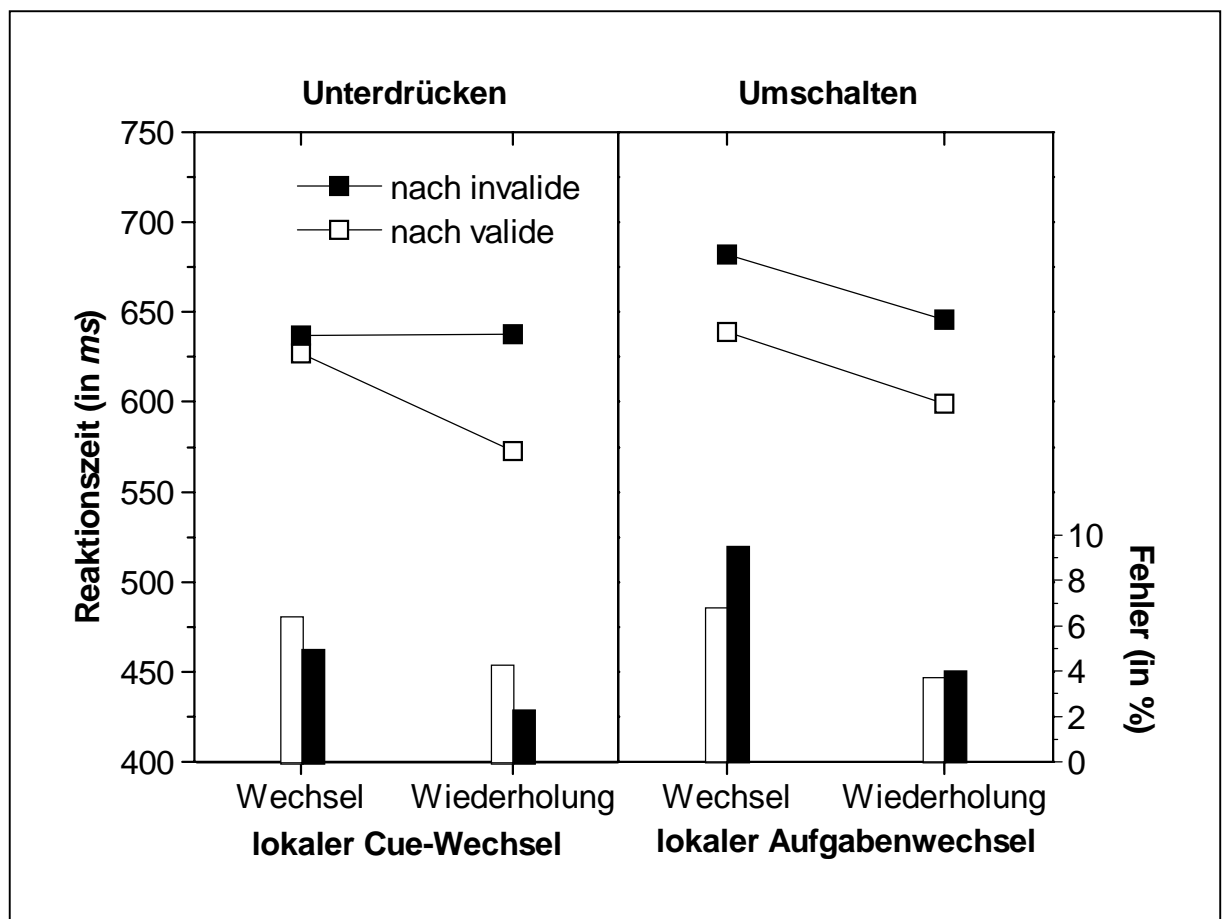 Unterdrücken
Umschalten
750
700
650
600
550
500
450
400
Reaktionszeit (in ms)
nach invalide
nach valide
10
8
6
4
2
0
Fehler (in %)
Wechsel Wiederholung
lokaler Cue-Wechsel
Wechsel Wiederholung
lokaler Aufgabenwechsel